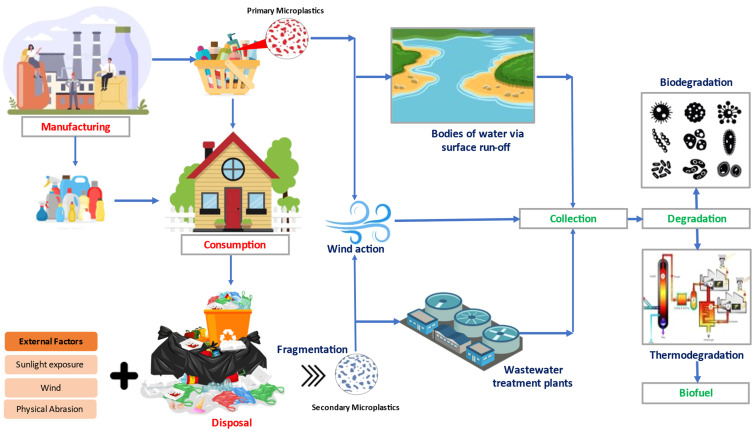 Primary Microplastics
Manufacturing
Bodies of water via
surface run-off
Biodegradation
Consumption
Wind action
Collection
Degradation
External Factors
Sunlight exposure
Wind
Physical Abrasion
Disposal
Fragmentation
Secondary Microplastics
Wastewater
treatment plants
Thermodegradation
Biofuel